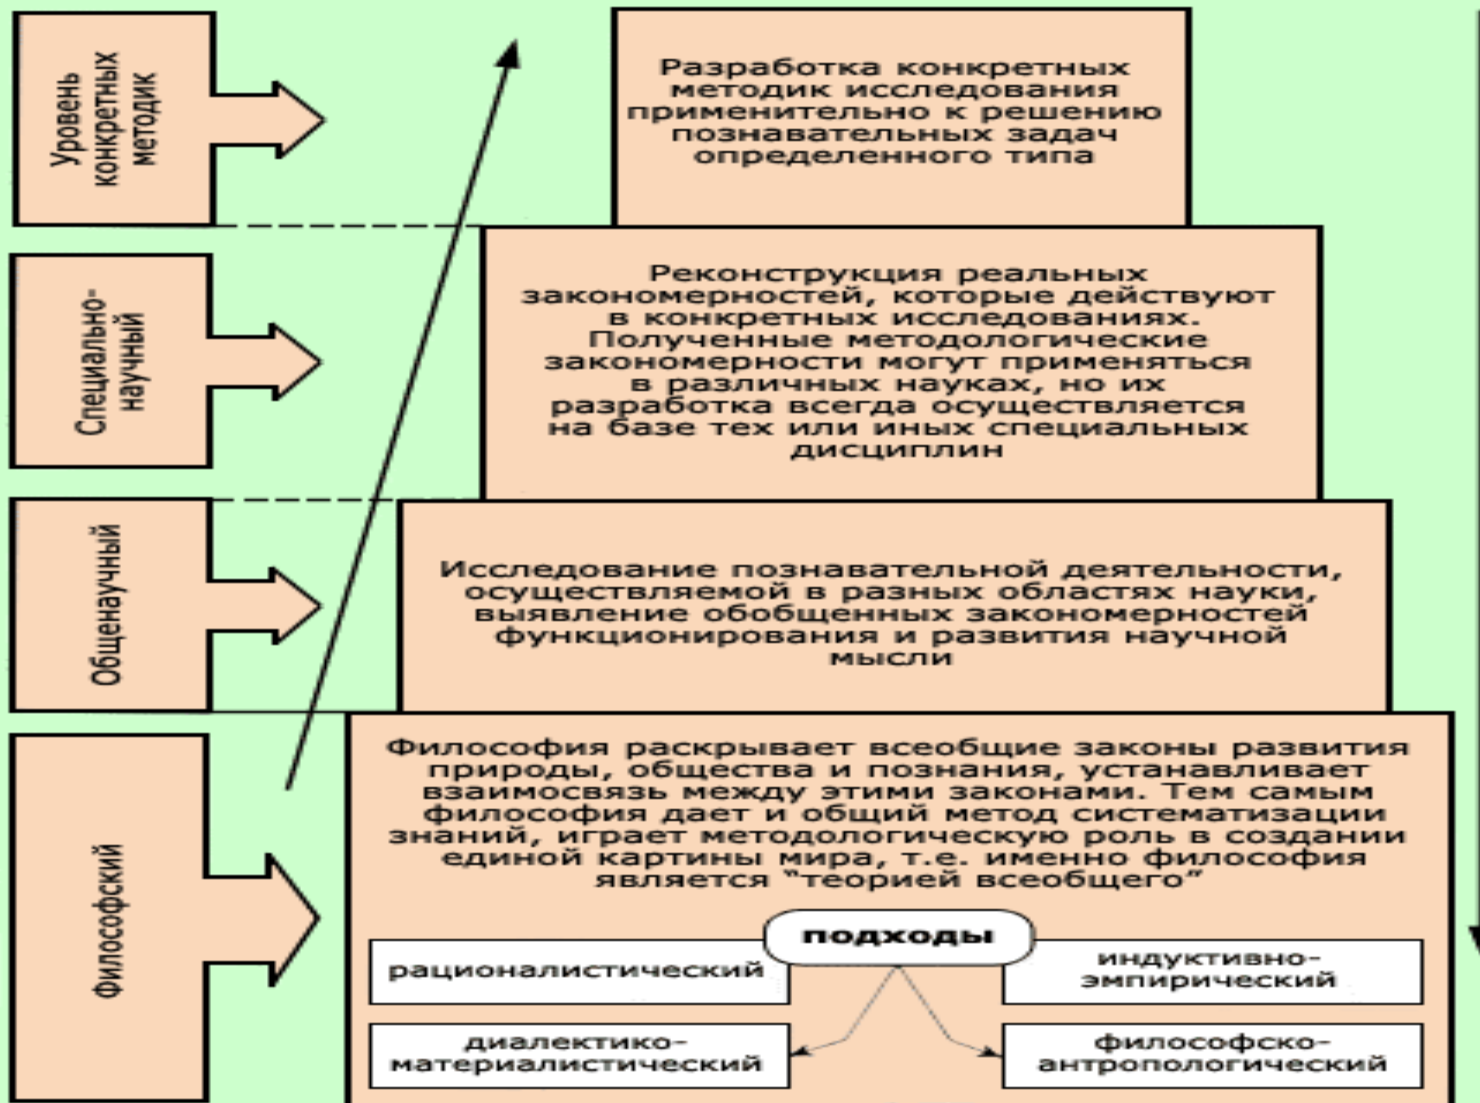 Уровень
конкретных
методик
Разработка конкретных
методик исследования
применительно к решению
познавательных задач
определенного типа
Специально-
научный
Реконструкция реальных
закономерностей, которые действуют
в конкретных исследованиях.
Полученные методологические
закономерности могут применяться
в различных науках, но их
разработка всегда осуществляется
на базе тех или иных специальных
дисциплин
Общенаучный
Исследование познавательной деятельности,
осуществляемой в разных областях науки,
выявление обобщенных закономерностей
функционирования и развития научной
мысли
Философский
Философия раскрывает всеобщие законы развития
природы, общества и познания, устанавливает
взаимосвязь между этими законами. Тем самым
философия дает и общий метод систематизации
знаний, играет методологическую роль в создании
единой картины мира, т.е. именно философия
является "теорией всеобщего"
подходы
рационалистический
индуктивно-
эмпирический
диалектико-
материалистический
философско-
антропологический